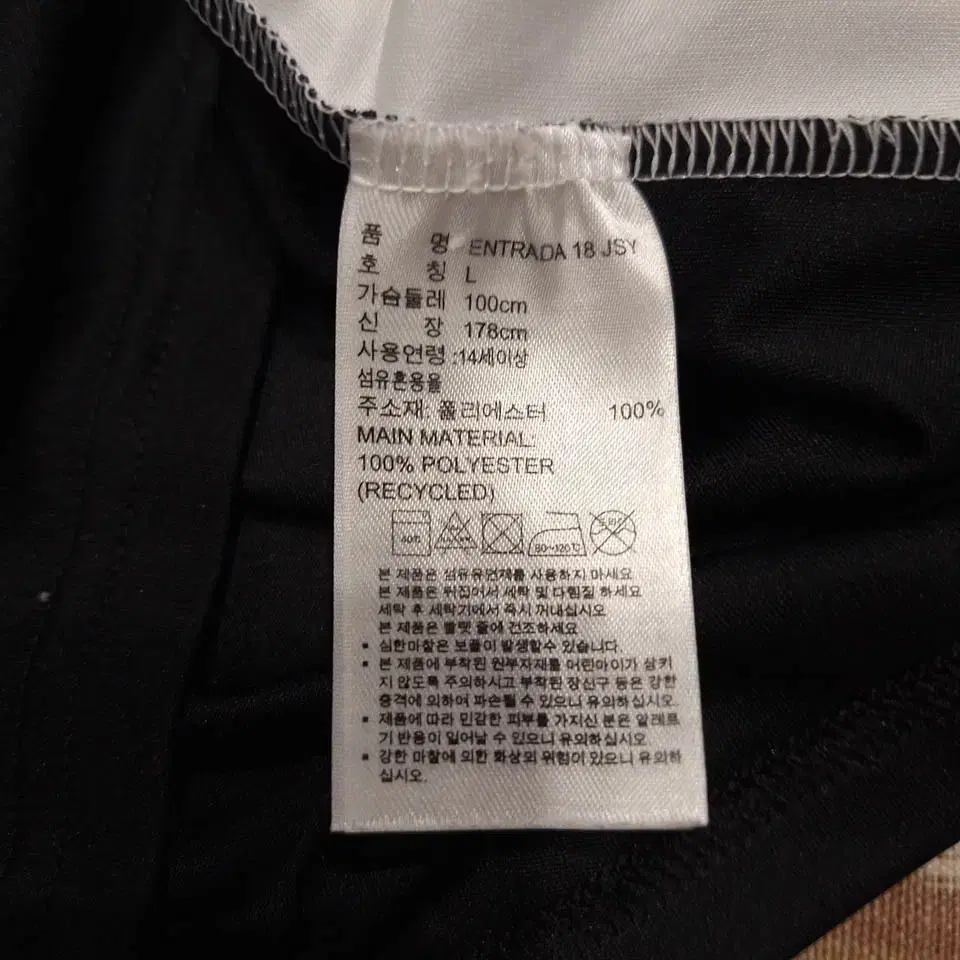 품 명 ENTRADA 18 JSY
호 칭 L
가슴둘레 100cm
신 장 178cm
사용연령 :14세이상
섬유혼용율
주소재: 폴리에스터 100%
MAIN MATERIAL:
100% POLYESTER
(RECYCLED)
40℃ 80~120℃ 드라이
본 제품은 섬유유연제를 사용하지 마세요
본 제품은 뒤집어서 세탁 및 다림질 하세요
세탁 후 세탁기에서 즉시 꺼내십시오
본 제품은 빨랫 줄에 건조하세요
▪ 심한마찰은 보풀이 발생할수 있습니다.
▪ 본 제품에 부착된 원부자재를 어린아이가 삼키
지 않도록 주의하시고 부착된 장신구 등은 강한
충격에 의하여 파손될 수 있으니 유의하십시오.
▪ 제품에 따라 민감한 피부를 가지신 분은 알레르
기 반응이 일어날 수 있으니 유의하십시오
▪ 강한 마찰에 의한 화상의 위험이 있으니 유의하
십시오.